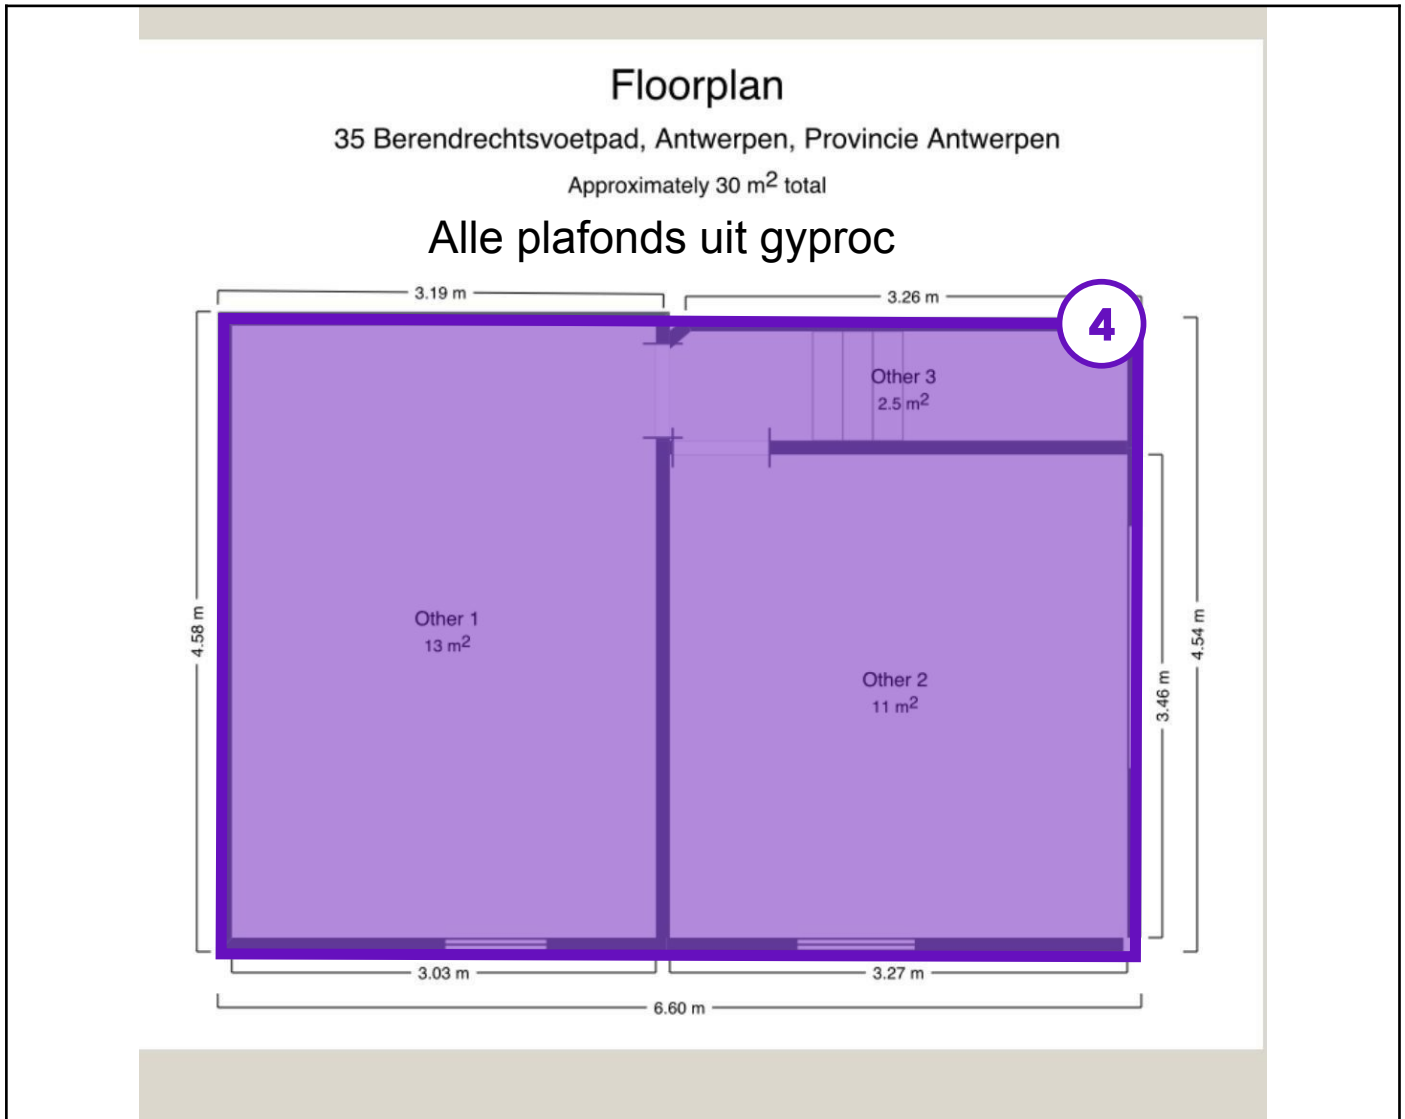 Floorplan
35 Berendrechtsvoetpad, Antwerpen, Provincie Antwerpen
Approximately 30 m2 total
Alle plafonds uit gyproc
3.19 m
3.26 m
4
Other 3
2.5 m2
Other 1
13 m2
4.58 m
4.54 m
Other 2
11 m2
3.46 m
3.03 m
3.27 m
6.60 m